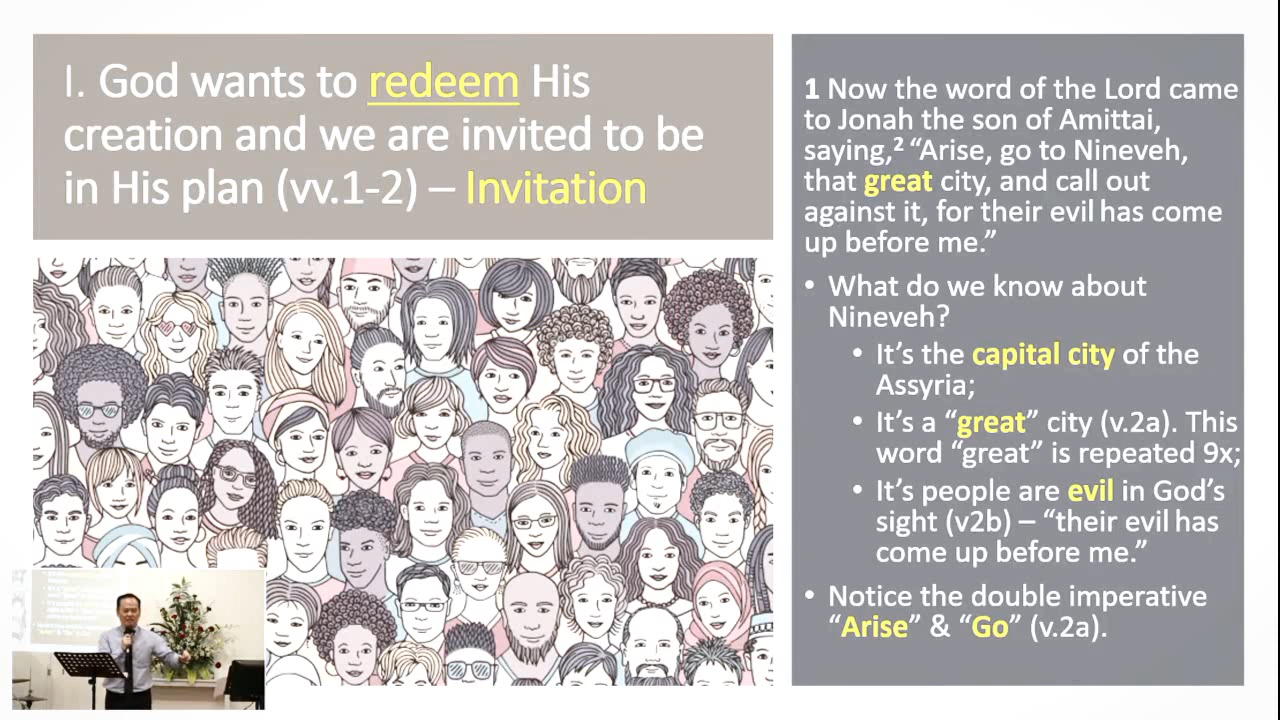 I. God wants to redeem His
creation and we are invited to be
in His plan (vv.1-2) – Invitation
1 Now the word of the Lord came
to Jonah the son of Amittai,
saying,² “Arise, go to Nineveh,
that great city, and call out
against it, for their evil has come
up before me.”
• What do we know about
Nineveh?
• It’s the capital city of the
Assyria;
• It’s a “great” city (v.2a). This
word “great” is repeated 9x;
• It’s people are evil in God’s
sight (v2b) – “their evil has
come up before me.”
• Notice the double imperative
“Arise” & “Go” (v.2a).